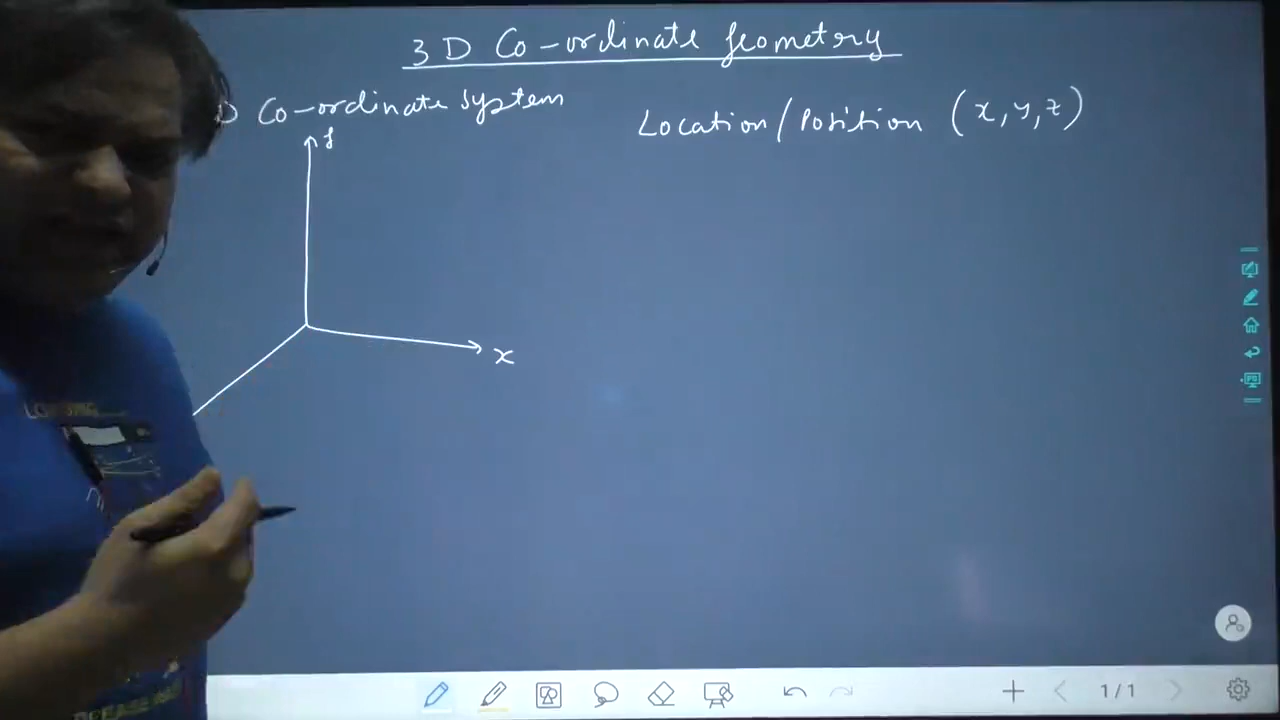 3D Co-ordinate Geometry
D Co-ordinate System
Location/Position (x,y,z)
x
1/1